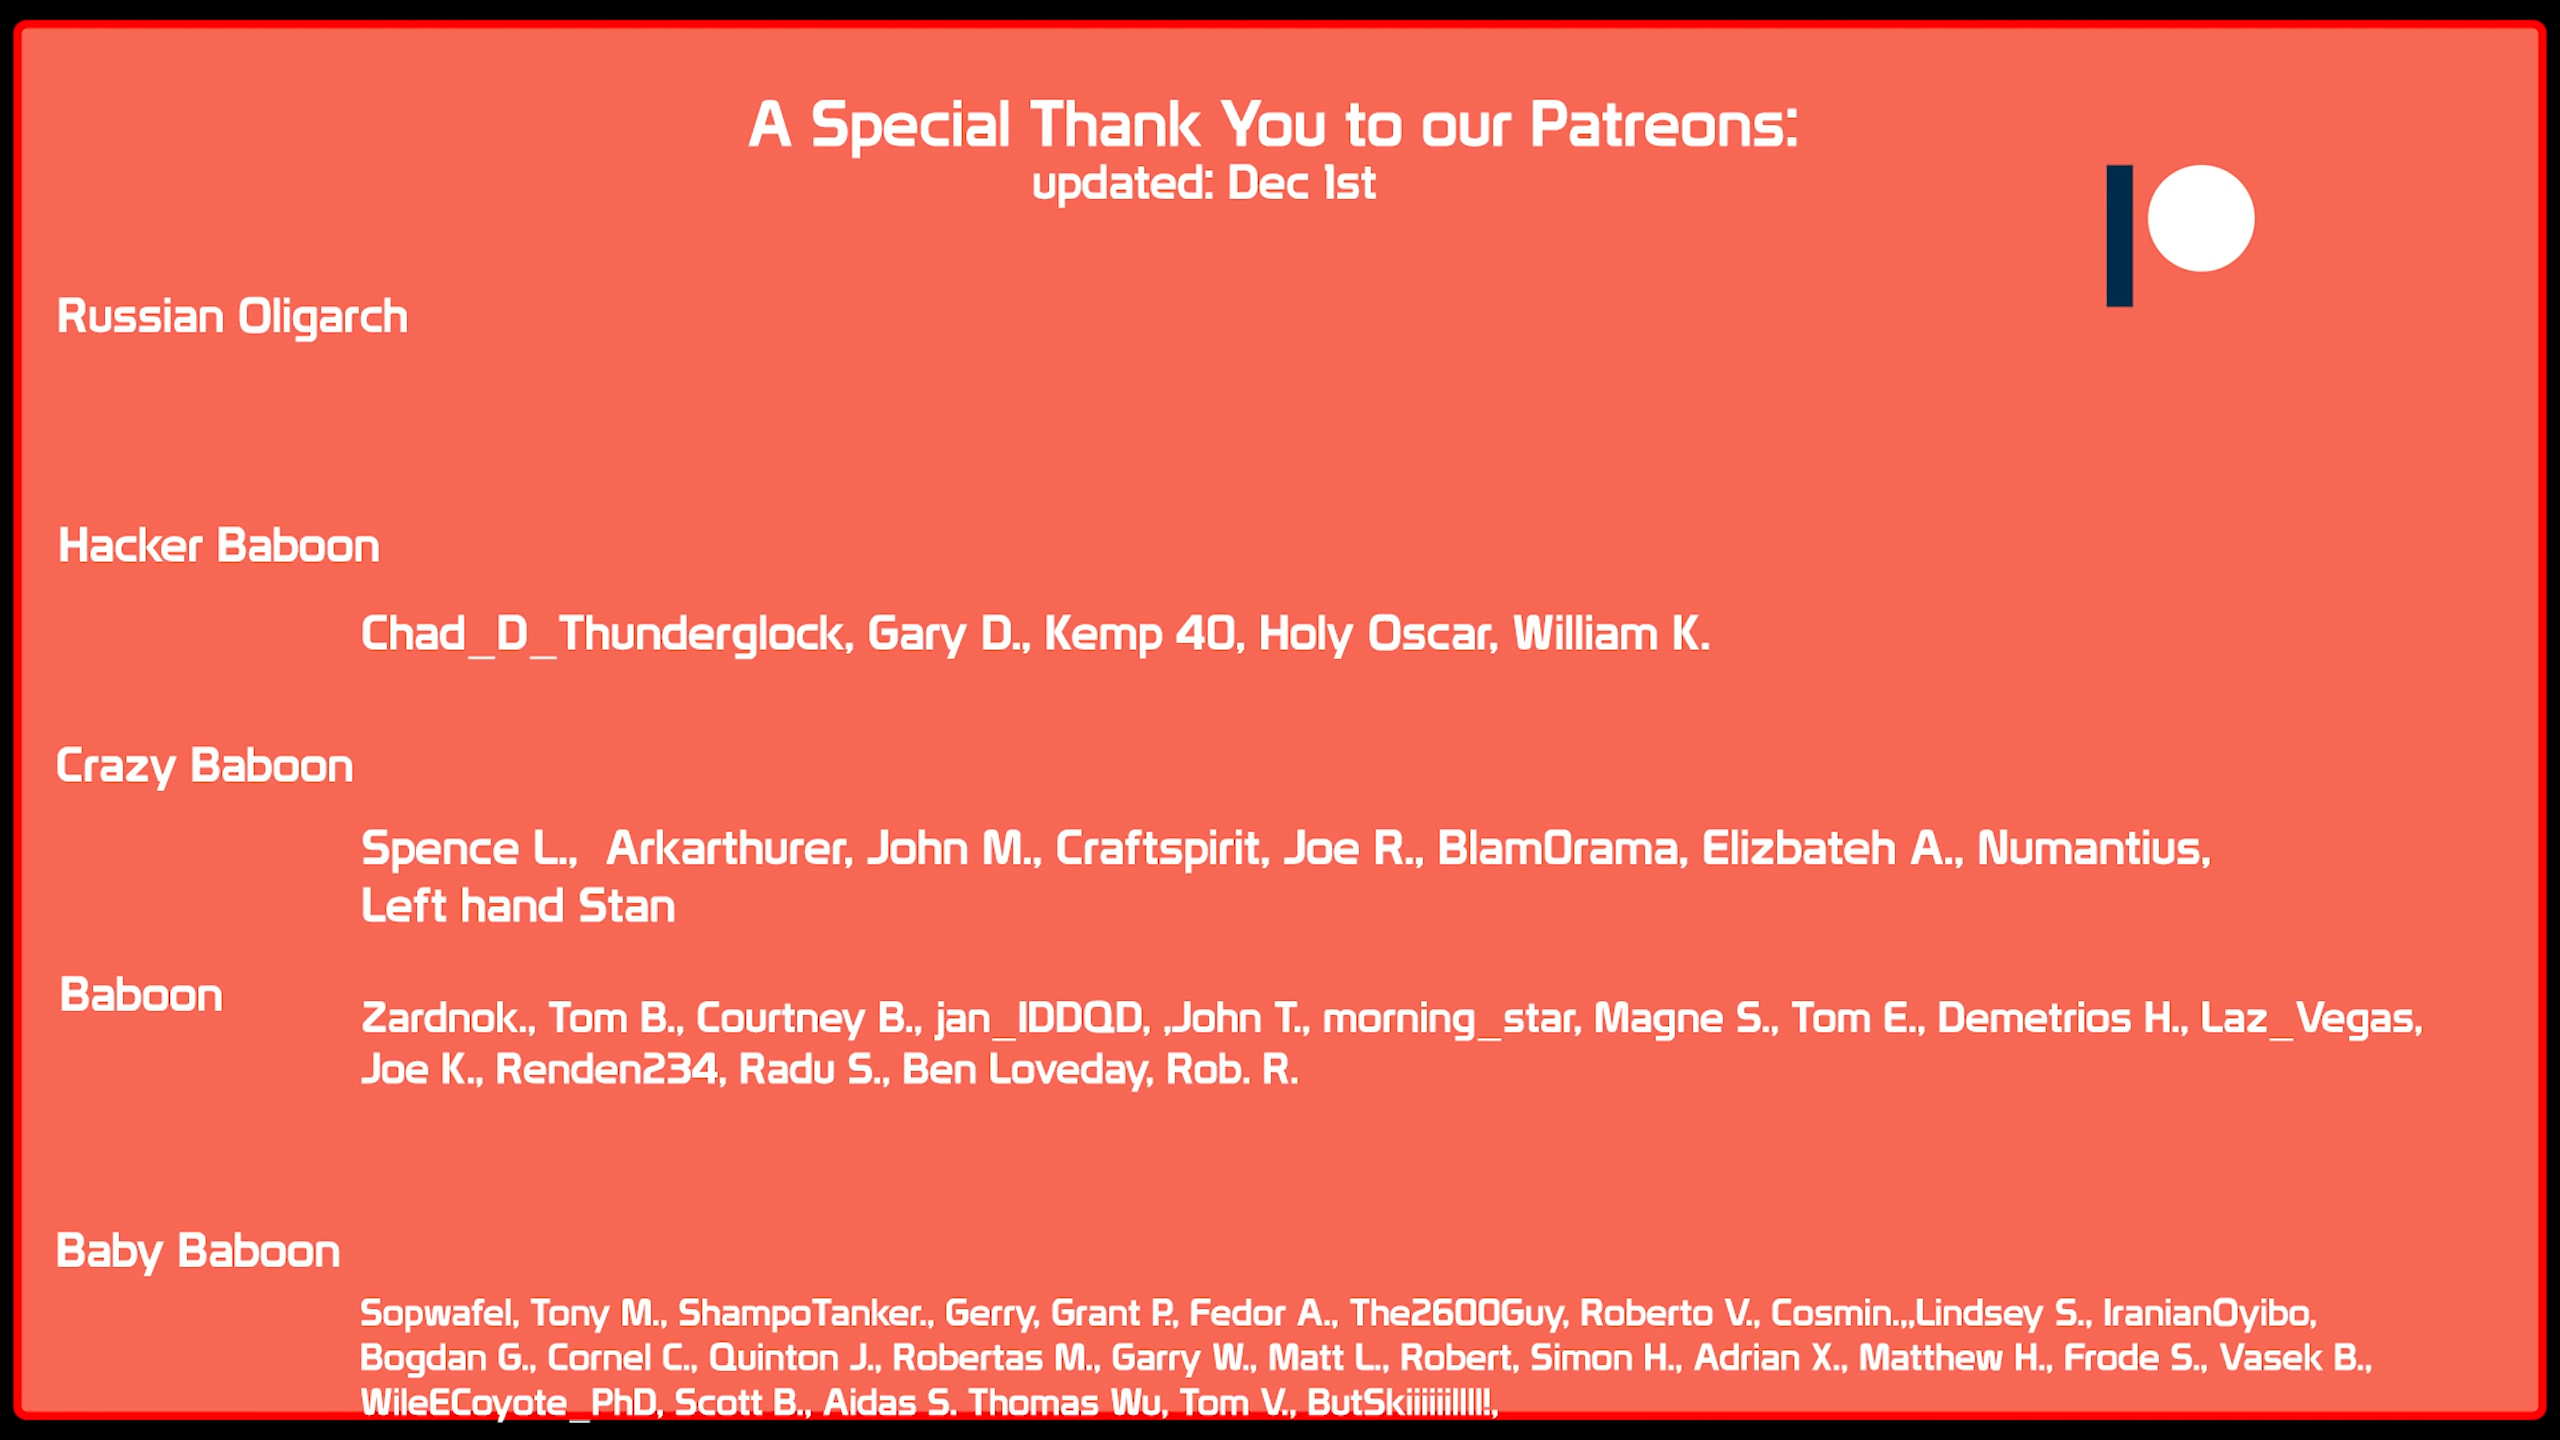 A Special Thank You to our Patreons:
updated: Dec 1st
Russian Oligarch
Hacker Baboon
Chad_D_Thunderglock, Gary D., Kemp 40, Holy Oscar, William K.
Crazy Baboon
Spence L.,  Arkarthurer, John M., Craftspirit, Joe R., BlamOrama, Elizbateh A., Numantius,
Left hand Stan
Baboon
Zardnok., Tom B., Courtney B., jan_IDDQD, ,John T., morning_star, Magne S., Tom E., Demetrios H., Laz_Vegas,
Joe K., Renden234, Radu S., Ben Loveday, Rob. R.
Baby Baboon
Sopwafel, Tony M., ShampoTanker., Gerry, Grant P., Fedor A., The2600Guy, Roberto V., Cosmin.,,Lindsey S., IranianOyibo,
Bogdan G., Cornel C., Quinton J., Robertas M., Garry W., Matt L., Robert, Simon H., Adrian X., Matthew H., Frode S., Vasek B.,
WileECoyote_PhD, Scott B., Aidas S. Thomas Wu, Tom V., ButSkiiiiiilllll!,